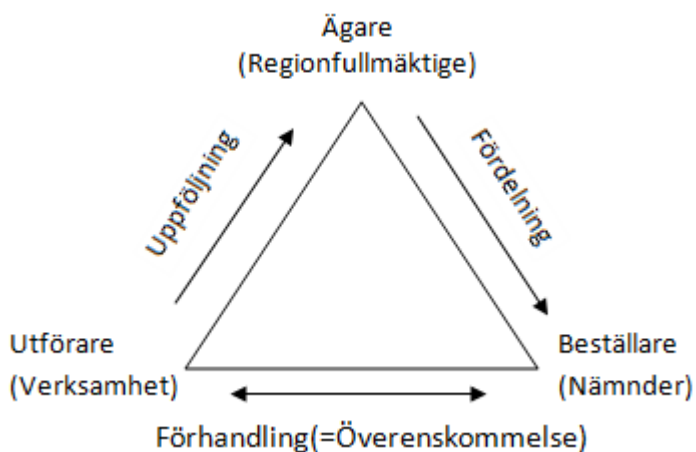 Ägare
(Regionfullmäktige)
Uppföljning
Fördelning
Utförare
(Verksamhet)
Beställare
(Nämnder)
Förhandling(=Överenskommelse)